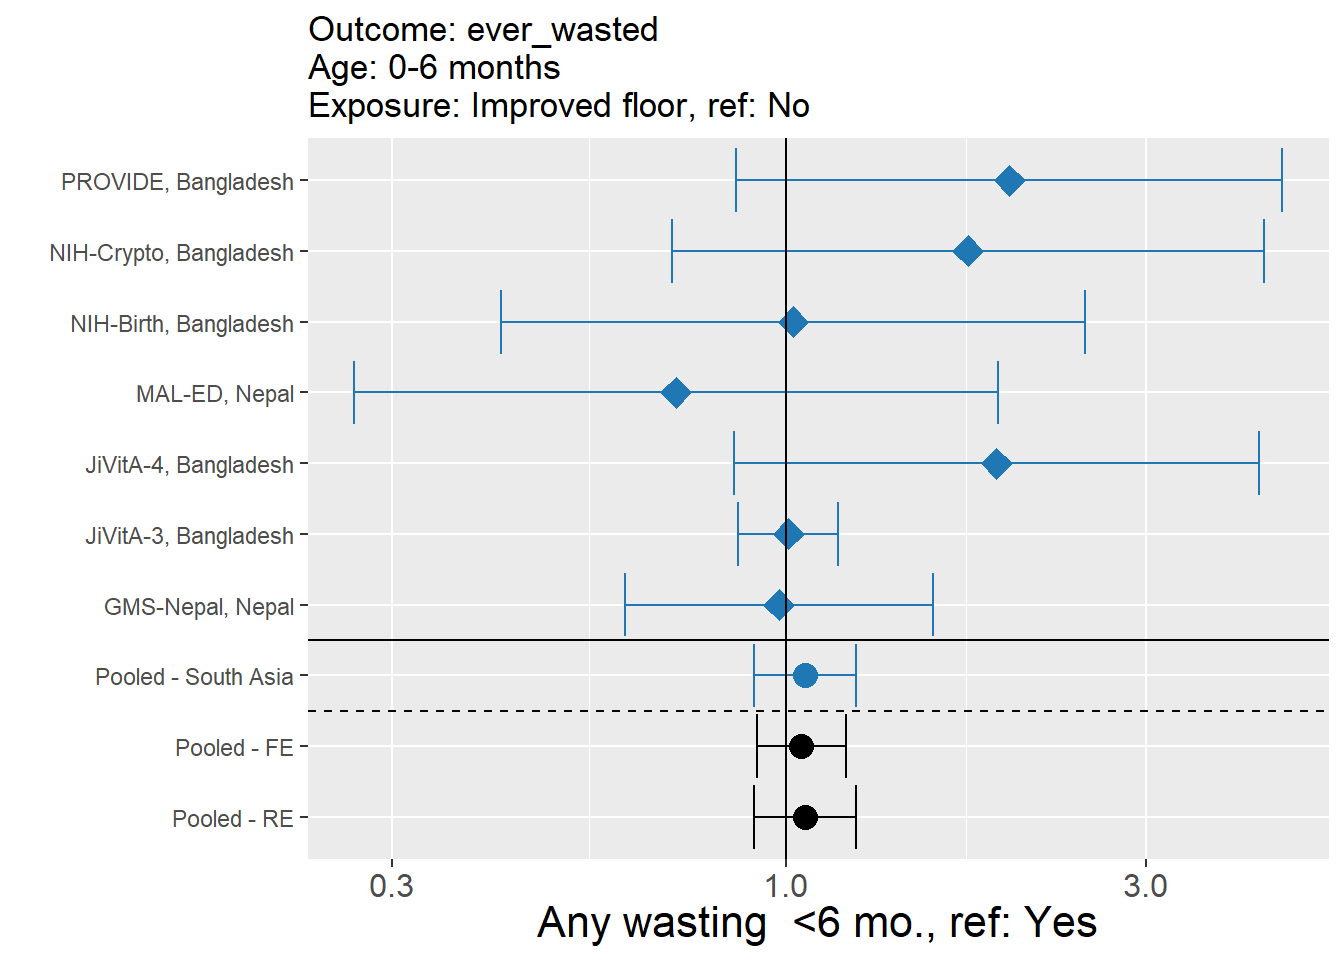 Outcome: ever_wasted
Age: 0-6 months
Exposure: Improved floor, ref: No
PROVIDE, Bangladesh
NIH-Crypto, Bangladesh
NIH-Birth, Bangladesh
MAL-ED, Nepal
JiVitA-4, Bangladesh
JiVitA-3, Bangladesh
GMS-Nepal, Nepal
Pooled - South Asia
Pooled - FE
Pooled - RE
0.3 1.0 3.0
Any wasting  <6 mo., ref: Yes